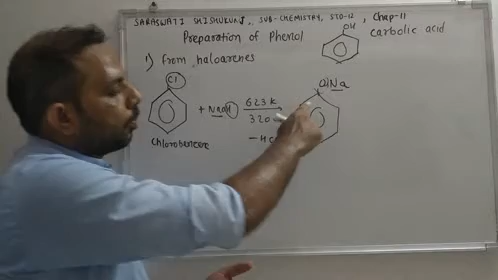 SARASWATI SHISHUKUNJ, SUB-CHEMISTRY, STD-12, Chap-11
Preparation of Phenol
OH
carbolic acid
1) from haloarenes
Cl
+ NaOH
623 K
320
-HC
ONa
Chlorobenzene